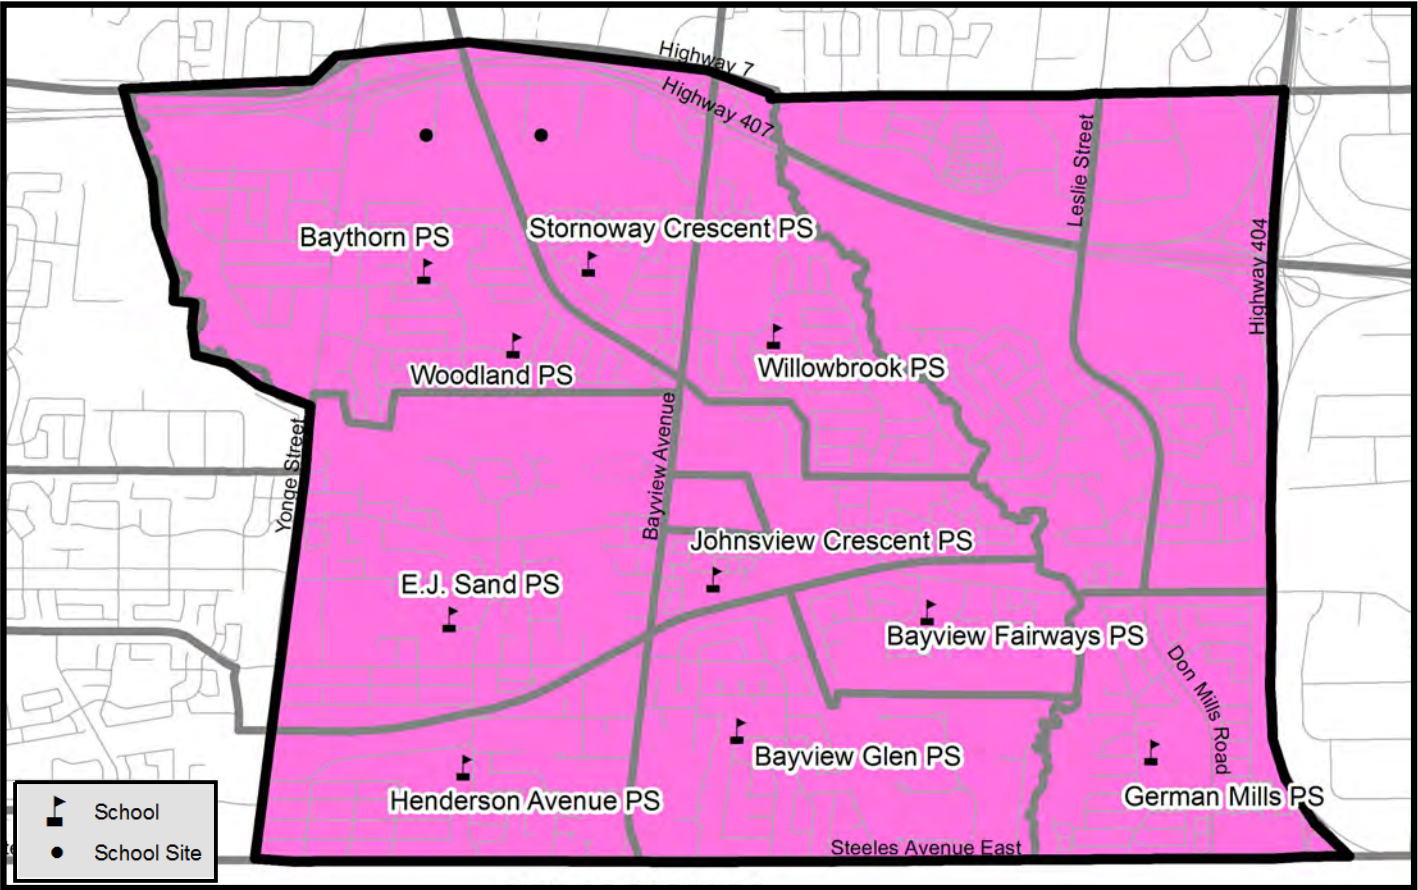 Highway 7
Highway 407
Leslie Street
Highway 404
Baythorn PS
Stornoway Crescent PS
Woodland PS
Willowbrook PS
Yonge Street
Bayview Avenue
Johnsview Crescent PS
E.J. Sand PS
Bayview Fairways PS
Don Mills Road
Bayview Glen PS
Henderson Avenue PS
German Mills PS
Steeles Avenue East
School
School Site